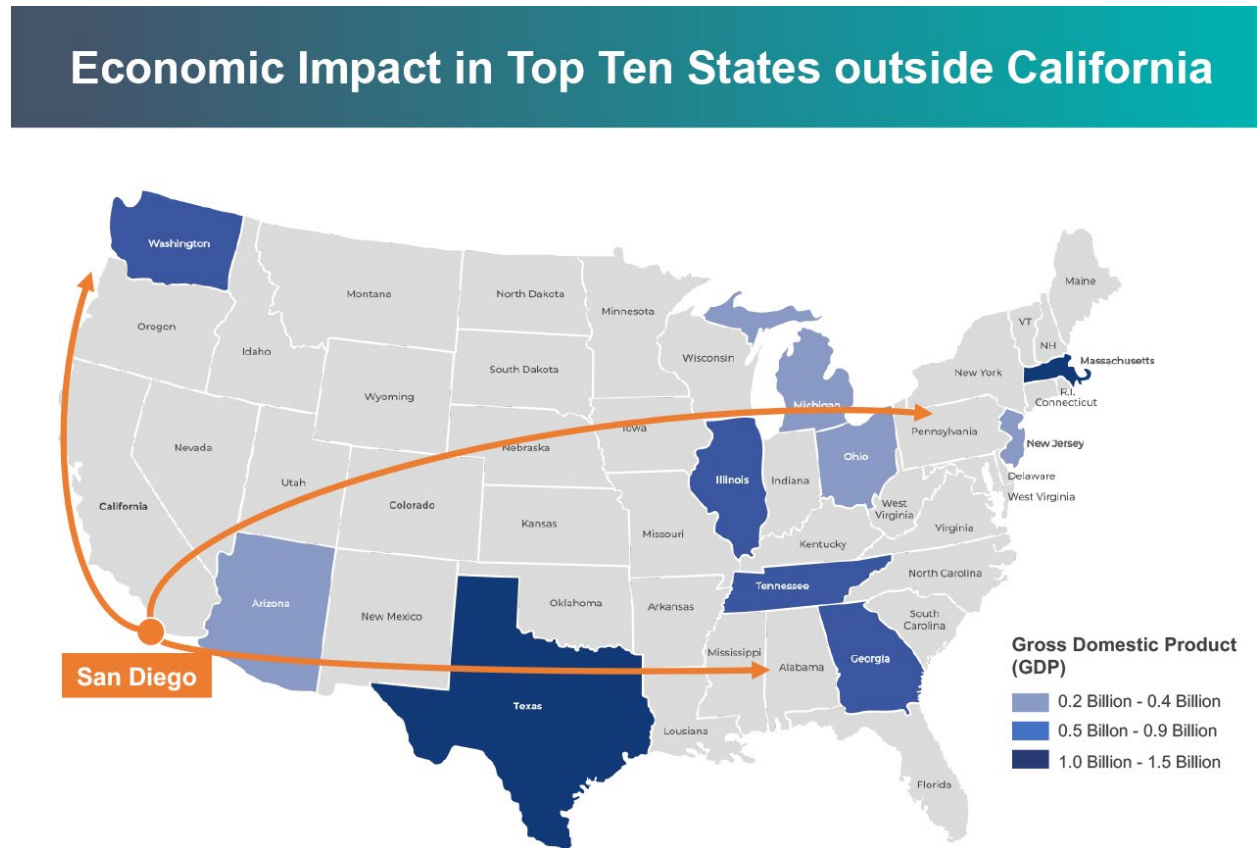 Economic Impact in Top Ten States outside California
Washington
Montana
North Dakota
Minnesota
Maine
Oregon
Idaho
Wisconsin
VT
NH
South Dakota
New York
Massachusetts
Wyoming
R.I.
Connecticut
Michigan
Iowa
Pennsylvania
Nevada
Nebraska
New Jersey
Utah
Illinois
Indiana
Ohio
Delaware
California
Colorado
West Virginia
West
Virginia
Kansas
Missouri
Virginia
Kentucky
North Carolina
Tennessee
Arizona
New Mexico
Oklahoma
Arkansas
South
Carolina
Mississippi
Alabama
Georgia
San Diego
Texas
Lousiana
Florida
Gross Domestic Product
(GDP)
0.2 Billion - 0.4 Billion
0.5 Billon - 0.9 Billion
1.0 Billion - 1.5 Billion